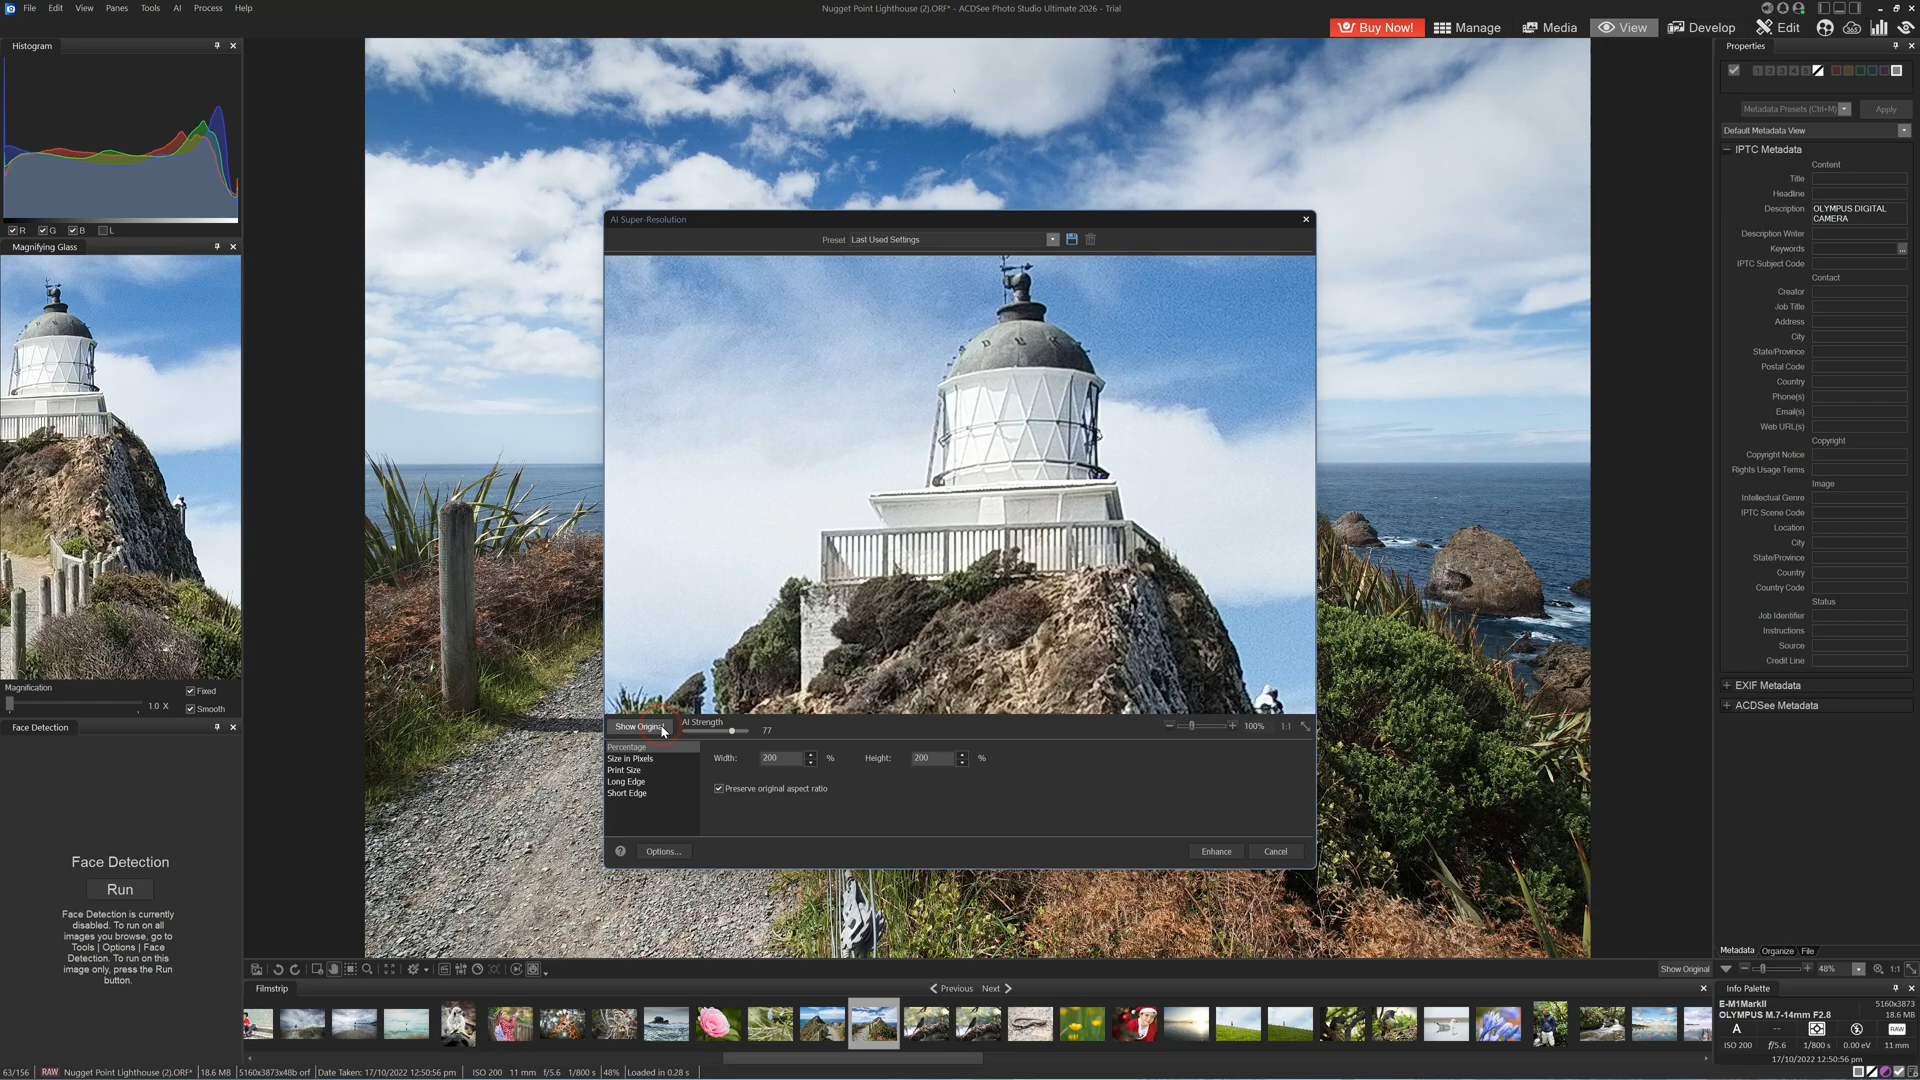 File Edit View Panes Tools AI Process Help
Nugget Point Lighthouse (2).ORF* - ACDSee Photo Studio Ultimate 2026 - Trial
Buy Now! Manage Media View Develop Edit 365
Histogram
R G B L
Magnifying Glass
Magnification
1.0 X
Fixed
Smooth
Face Detection
Face Detection
Run
Face Detection is currently
disabled. To run on all
images you browse, go to
Tools | Options | Face
Detection. To run on this
image only, press the Run
button.
AI Super-Resolution
Preset Last Used Settings
Show Original
AI Strength
77
100% 1:1
Percentage
Size in Pixels
Print Size
Long Edge
Short Edge
Width: 200 % Height: 200 %
Preserve original aspect ratio
Options...
Enhance Cancel
Properties
1 2 3 4 5
Metadata Presets (Ctrl+M) Apply
Default Metadata View
IPTC Metadata
Content
Title
Headline
Description OLYMPUS DIGITAL
CAMERA
Description Writer
Keywords ...
IPTC Subject Code
Contact
Creator
Job Title
Address
City
State/Province
Postal Code
Country
Phone(s)
Email(s)
Web URL(s)
Copyright
Copyright Notice
Rights Usage Terms
Image
Intellectual Genre
IPTC Scene Code
Location
City
State/Province
Country
Country Code
Status
Job Identifier
Instructions
Source
Credit Line
EXIF Metadata
ACDSee Metadata
Metadata Organize File
Show Original 48% 1:1
Filmstrip
Previous Next
Info Palette
E-M1MarkII 5160x3873
OLYMPUS M.7-14mm F2.8 18.6 MB
A -- RAW
ISO 200 f/5.6 1/800 s 0.00 eV 11 mm
17/10/2022 12:50:56 pm
63/156 RAW Nugget Point Lighthouse (2).ORF* 18.6 MB 5160x3873x48b orf Date Taken: 17/10/2022 12:50:56 pm ISO 200 11 mm f/5.6 1/800 s 48% Loaded in 0.28 s